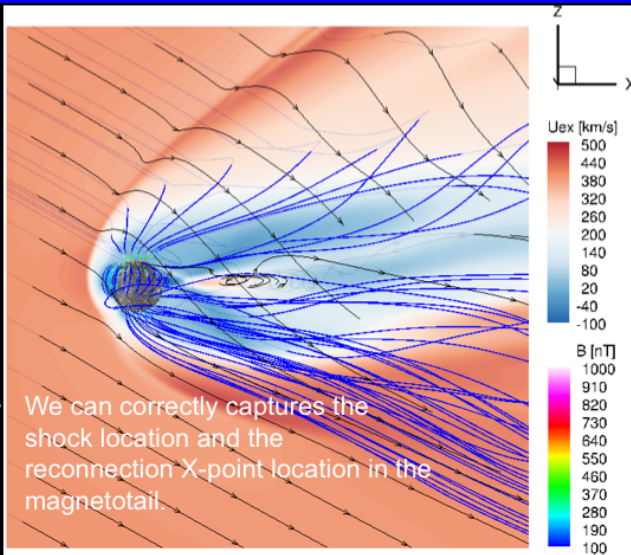 Z
X
Uex [km/s]
500
440
380
320
260
200
140
80
20
-40
-100
B [nT]
1000
910
820
730
640
550
460
370
280
190
100
We can correctly captures the
shock location and the
reconnection X-point location in the
magnetotail.